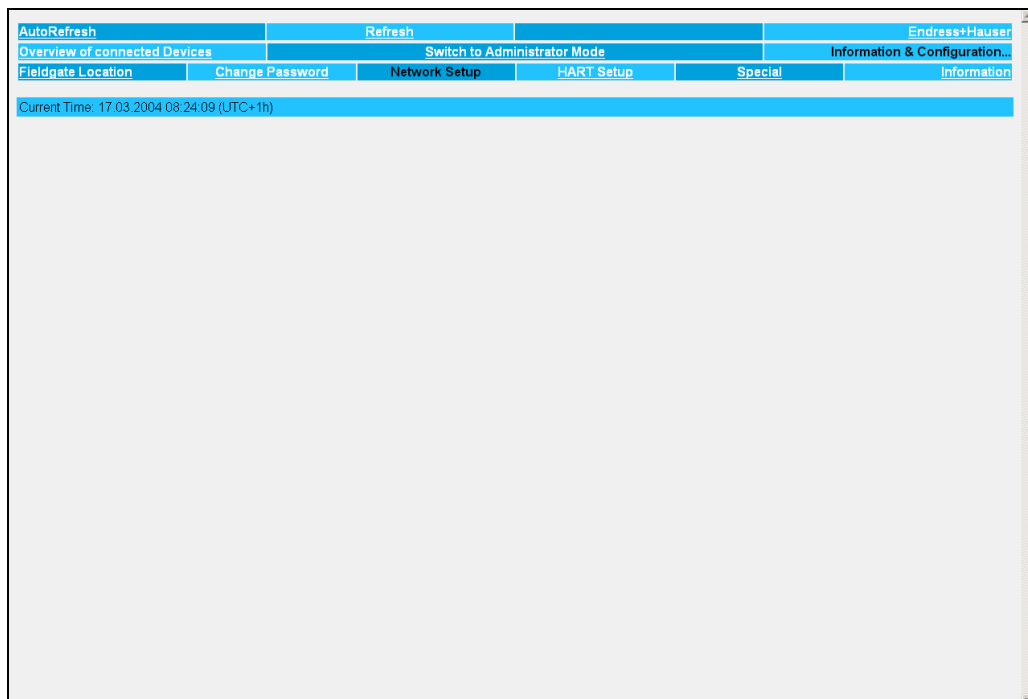 AutoRefresh Refresh Endress+Hauser
Overview of connected Devices Switch to Administrator Mode Information & Configuration...
Fieldgate Location Change Password Network Setup HART Setup Special Information
Current Time: 17.03.2004 08:24:09 (UTC+1h)